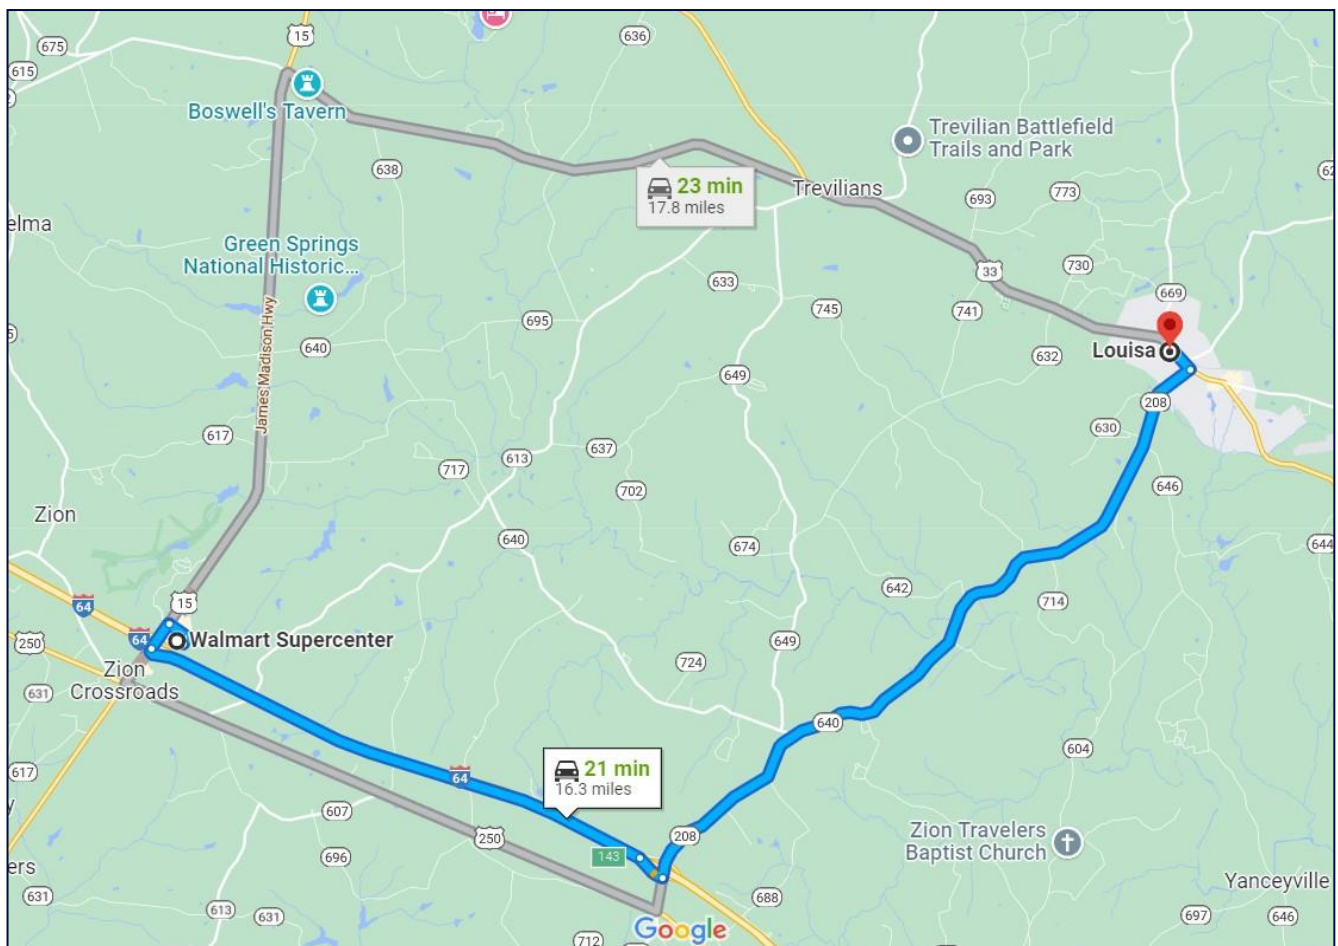 675
15
636
615
Boswell's Tavern
638
Trevilian Battlefield
Trails and Park
23 min
17.8 miles
Trevilians
693
773
62
elma
Green Springs
National Historic...
33
730
633
669
James Madison Hwy
695
745
741
640
632
Louisa
649
208
617
630
613
637
717
702
646
Zion
640
674
644
642
64
15
714
64
250
Walmart Supercenter
649
724
Zion
Crossroads
631
640
604
21 min
16.3 miles
617
64
607
250
208
Zion Travelers
Baptist Church
143
696
ers
Yanceyville
631
688
613
631
697
646
Google
712